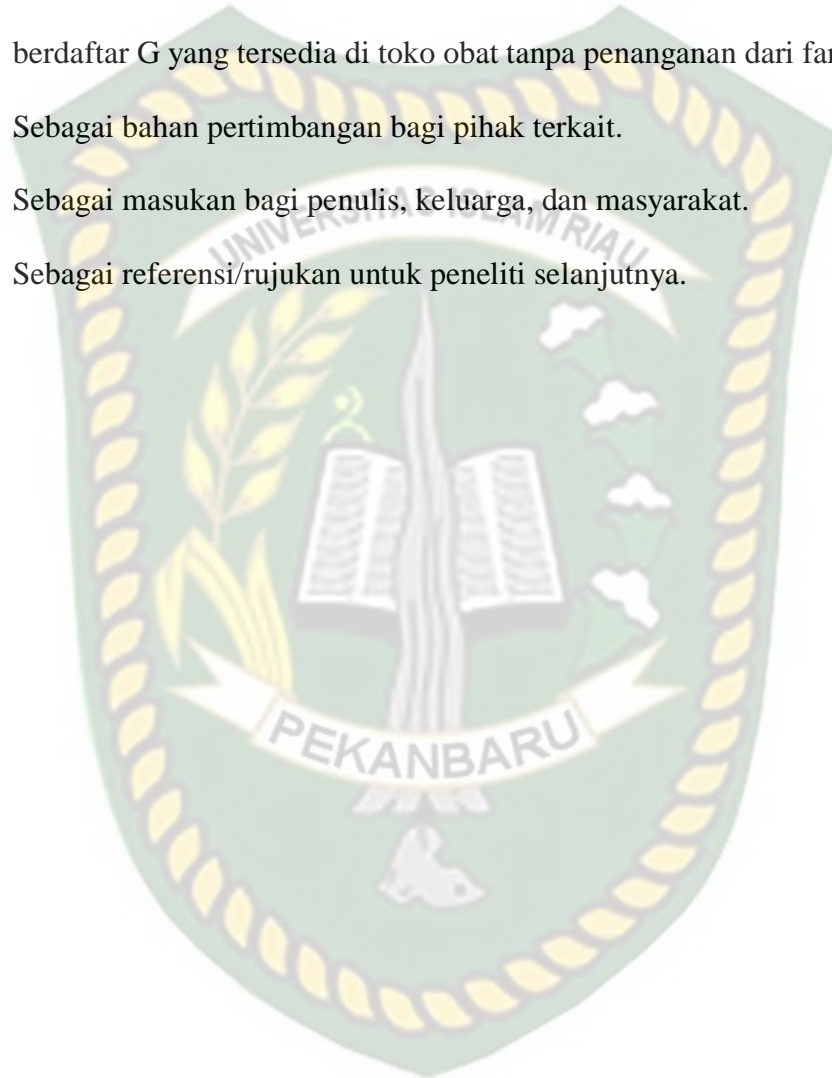 berdaftar G yang tersedia di toko obat tanpa penanganan dari
Sebagai bahan pertimbangan bagi pihak terkait.
Sebagai masukan bagi penulis, keluarga, dan masyarakat.
UNIVERSITAS ISLAM RIAU
Sebagai referensi/rujukan untuk peneliti selanjutnya.
PEKANBARU